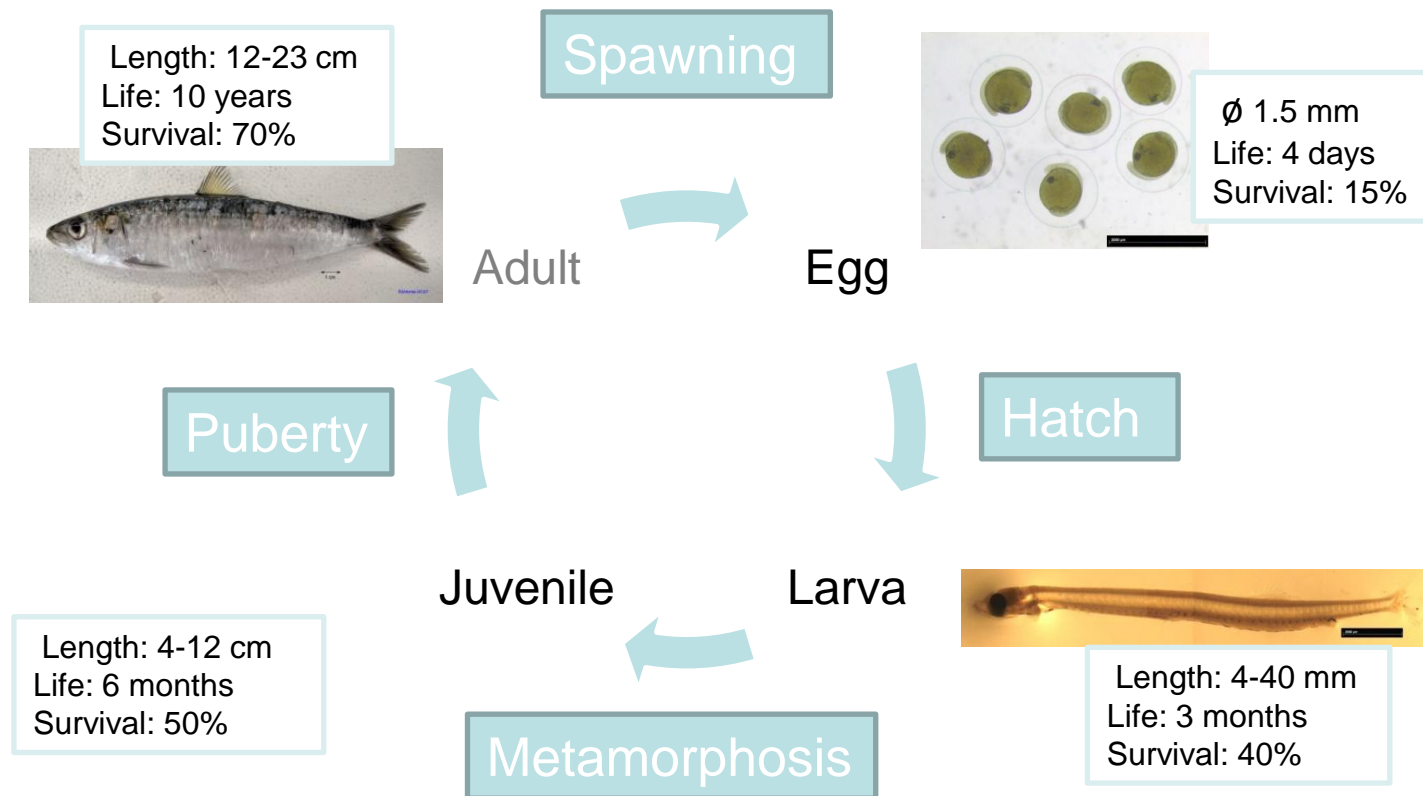 Spawning
Length: 12-23 cm
Life: 10 years
Survival: 70%
Ø 1.5 mm
Life: 4 days
Survival: 15%
1 cm
Adult
Egg
Puberty
Hatch
Juvenile
Larva
Length: 4-12 cm
Life: 6 months
Survival: 50%
Length: 4-40 mm
Life: 3 months
Survival: 40%
Metamorphosis